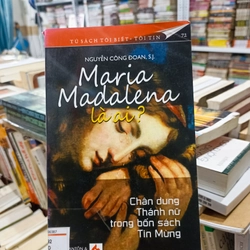 TỦ SÁCH TÔI BIẾT - TÔI TIN
NGUYỄN CÔNG ĐOAN, S.J.
Maria
Madalena
là ai?
Chân dung
Thánh nữ
trong bốn sách
Tin Mừng